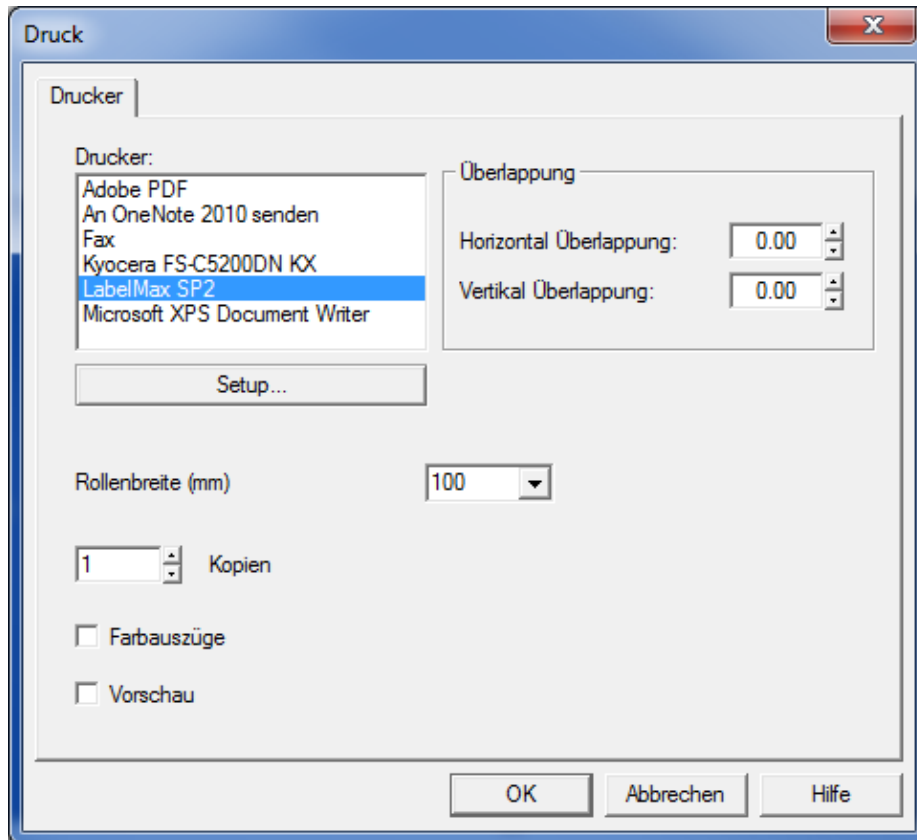 Druck
Drucker
Drucker:
Adobe PDF
An OneNote 2010 senden
Fax
Kyocera FS-C5200DN KX
LabelMax SP2
Microsoft XPS Document Writer
Setup...
Überlappung
Horizontal Überlappung: 0.00
Vertikal Überlappung: 0.00
Rollenbreite (mm) 100
1 Kopien
Farbauszüge
Vorschau
OK Abbrechen Hilfe